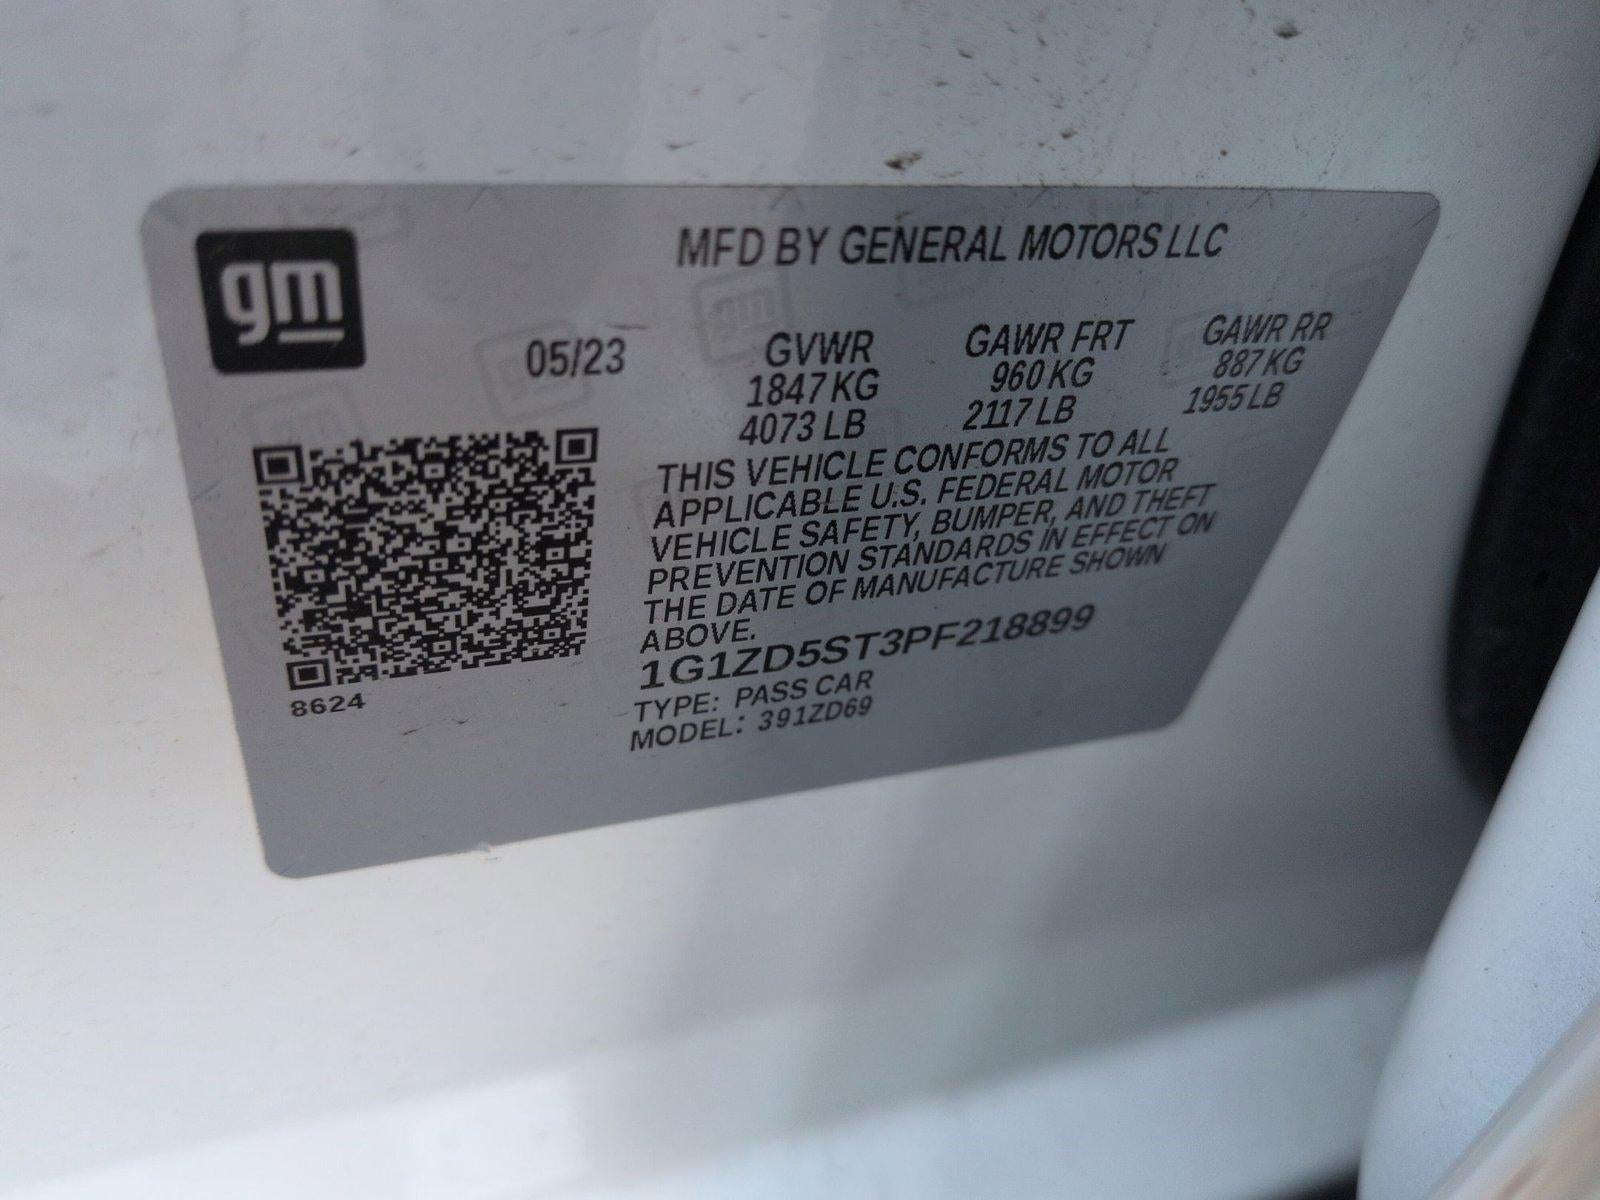 gm
MFD BY GENERAL MOTORS LLC
05/23
GVWR GAWR FRT GAWR RR
1847 KG 960 KG 887 KG
4073 LB 2117 LB 1955 LB
THIS VEHICLE CONFORMS TO ALL
APPLICABLE U.S. FEDERAL MOTOR
VEHICLE SAFETY, BUMPER, AND THEFT
PREVENTION STANDARDS IN EFFECT ON
THE DATE OF MANUFACTURE SHOWN
ABOVE.
1G1ZD5ST3PF218899
TYPE: PASS CAR
MODEL: 391ZD69
8624